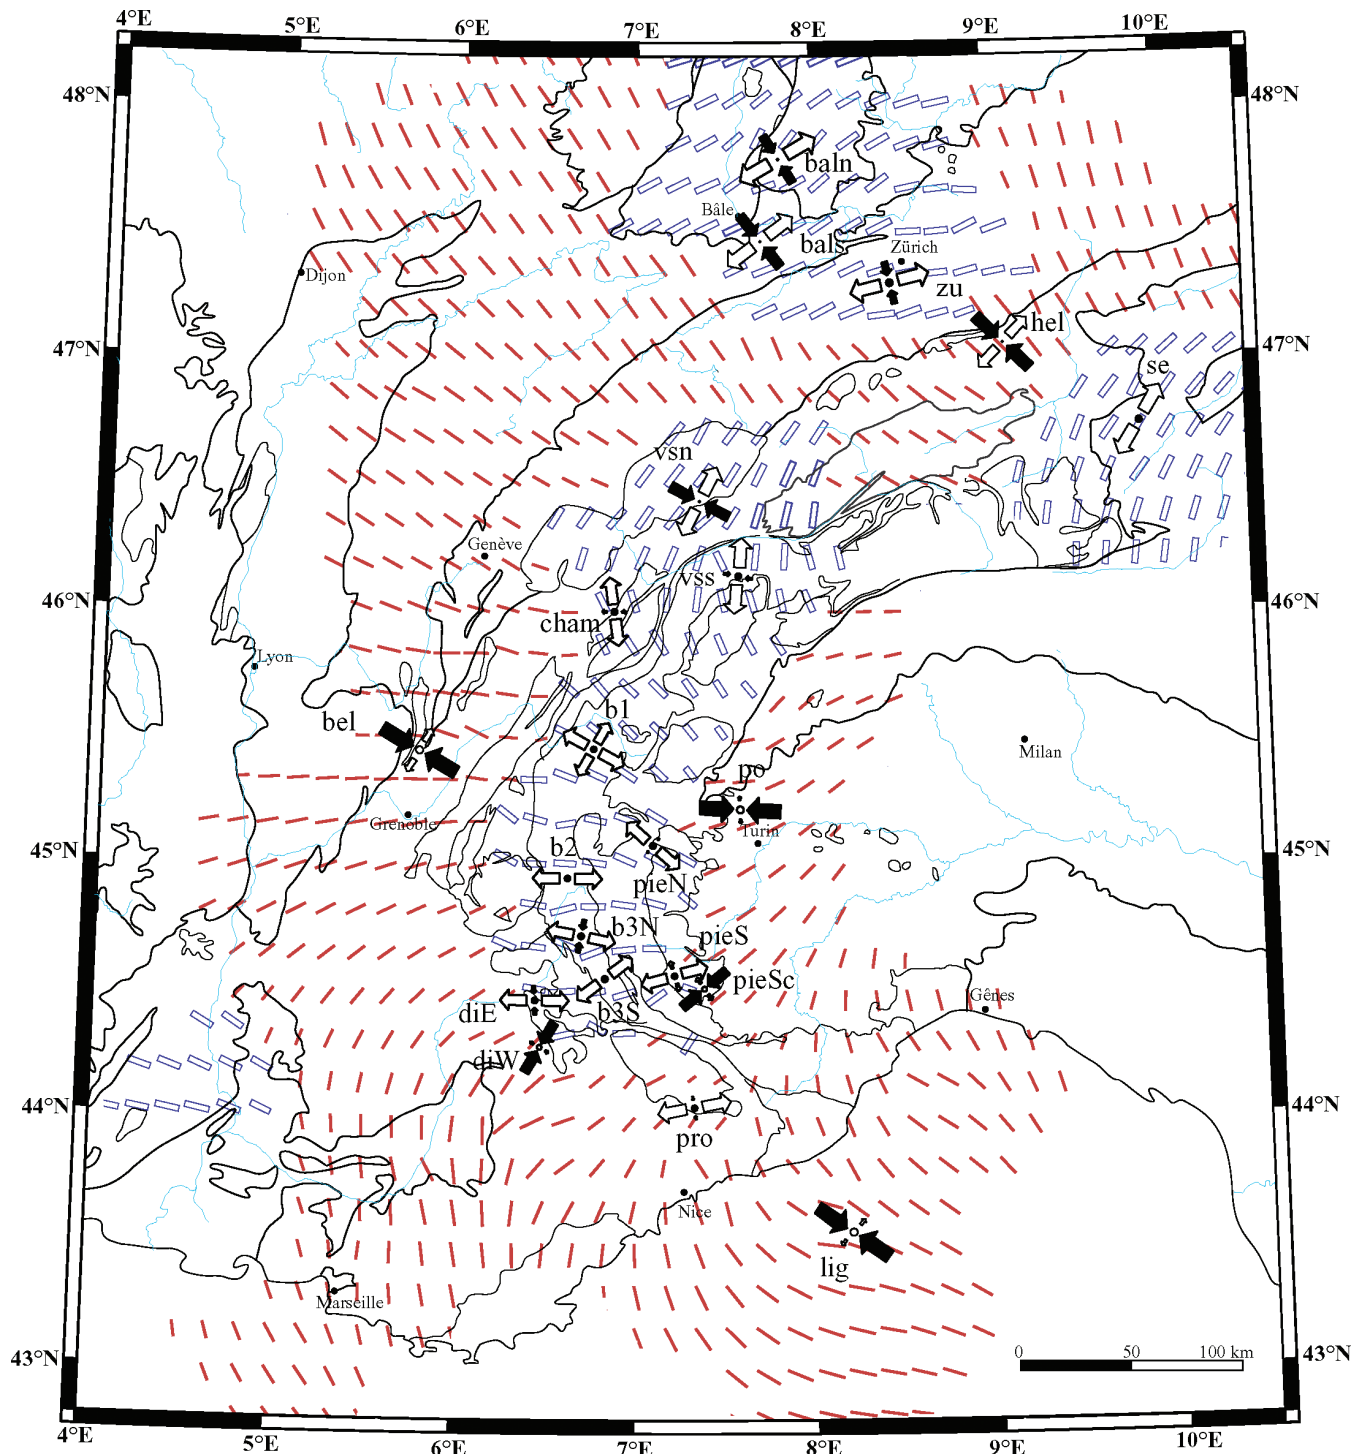 4°E 5°E 6°E 7°E 8°E 9°E 10°E
48°N 48°N
baln
Bâle
bals
Zürich
Dijon
zu
hel
47°N 47°N
se
vsn
Genève
vss
46°N 46°N
cham
Lyon
bel
b1
Milan
po
Grenoble
Turin
45°N 45°N
b2
pieN
b3N
pieS
pieSc
Gênes
diE
b3S
diW
44°N 44°N
pro
Nice
lig
Marseille
0 50 100 km
43°N 43°N
4°E 5°E 6°E 7°E 8°E 9°E 10°E